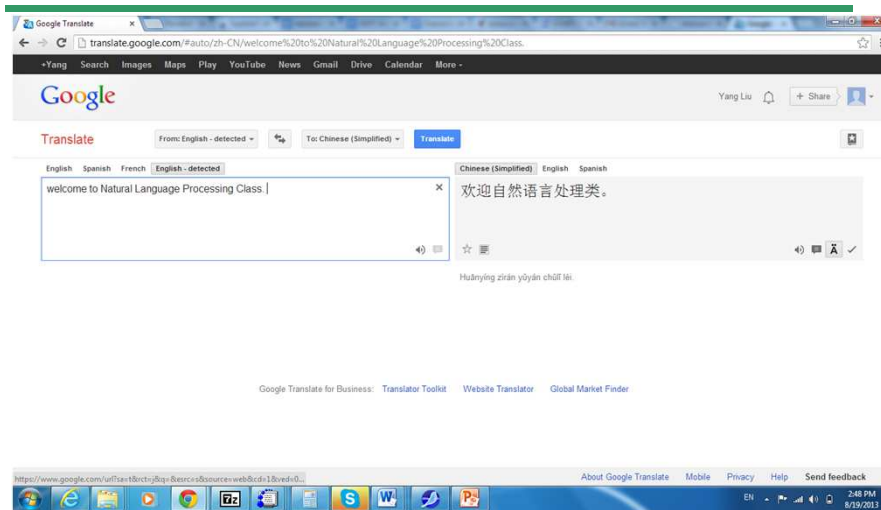 Google Translate
translate.google.com/#auto/zh-CN/welcome%20to%20Natural%20Language%20Processing%20Class.
+Yang Search Images Maps Play YouTube News Gmail Drive Calendar More
Google Yang Liu + Share
Translate From: English - detected To: Chinese (Simplified) Translate
English Spanish French English - detected Chinese (Simplified) English Spanish
welcome to Natural Language Processing Class. 欢迎自然语言处理类。
Ä
Huānyíng zìrán yǔyán chǔlǐ lèi.
Google Translate for Business: Translator Toolkit Website Translator Global Market Finder
About Google Translate Mobile Privacy Help Send feedback
7z S W P EN 2:48 PM
8/19/2013